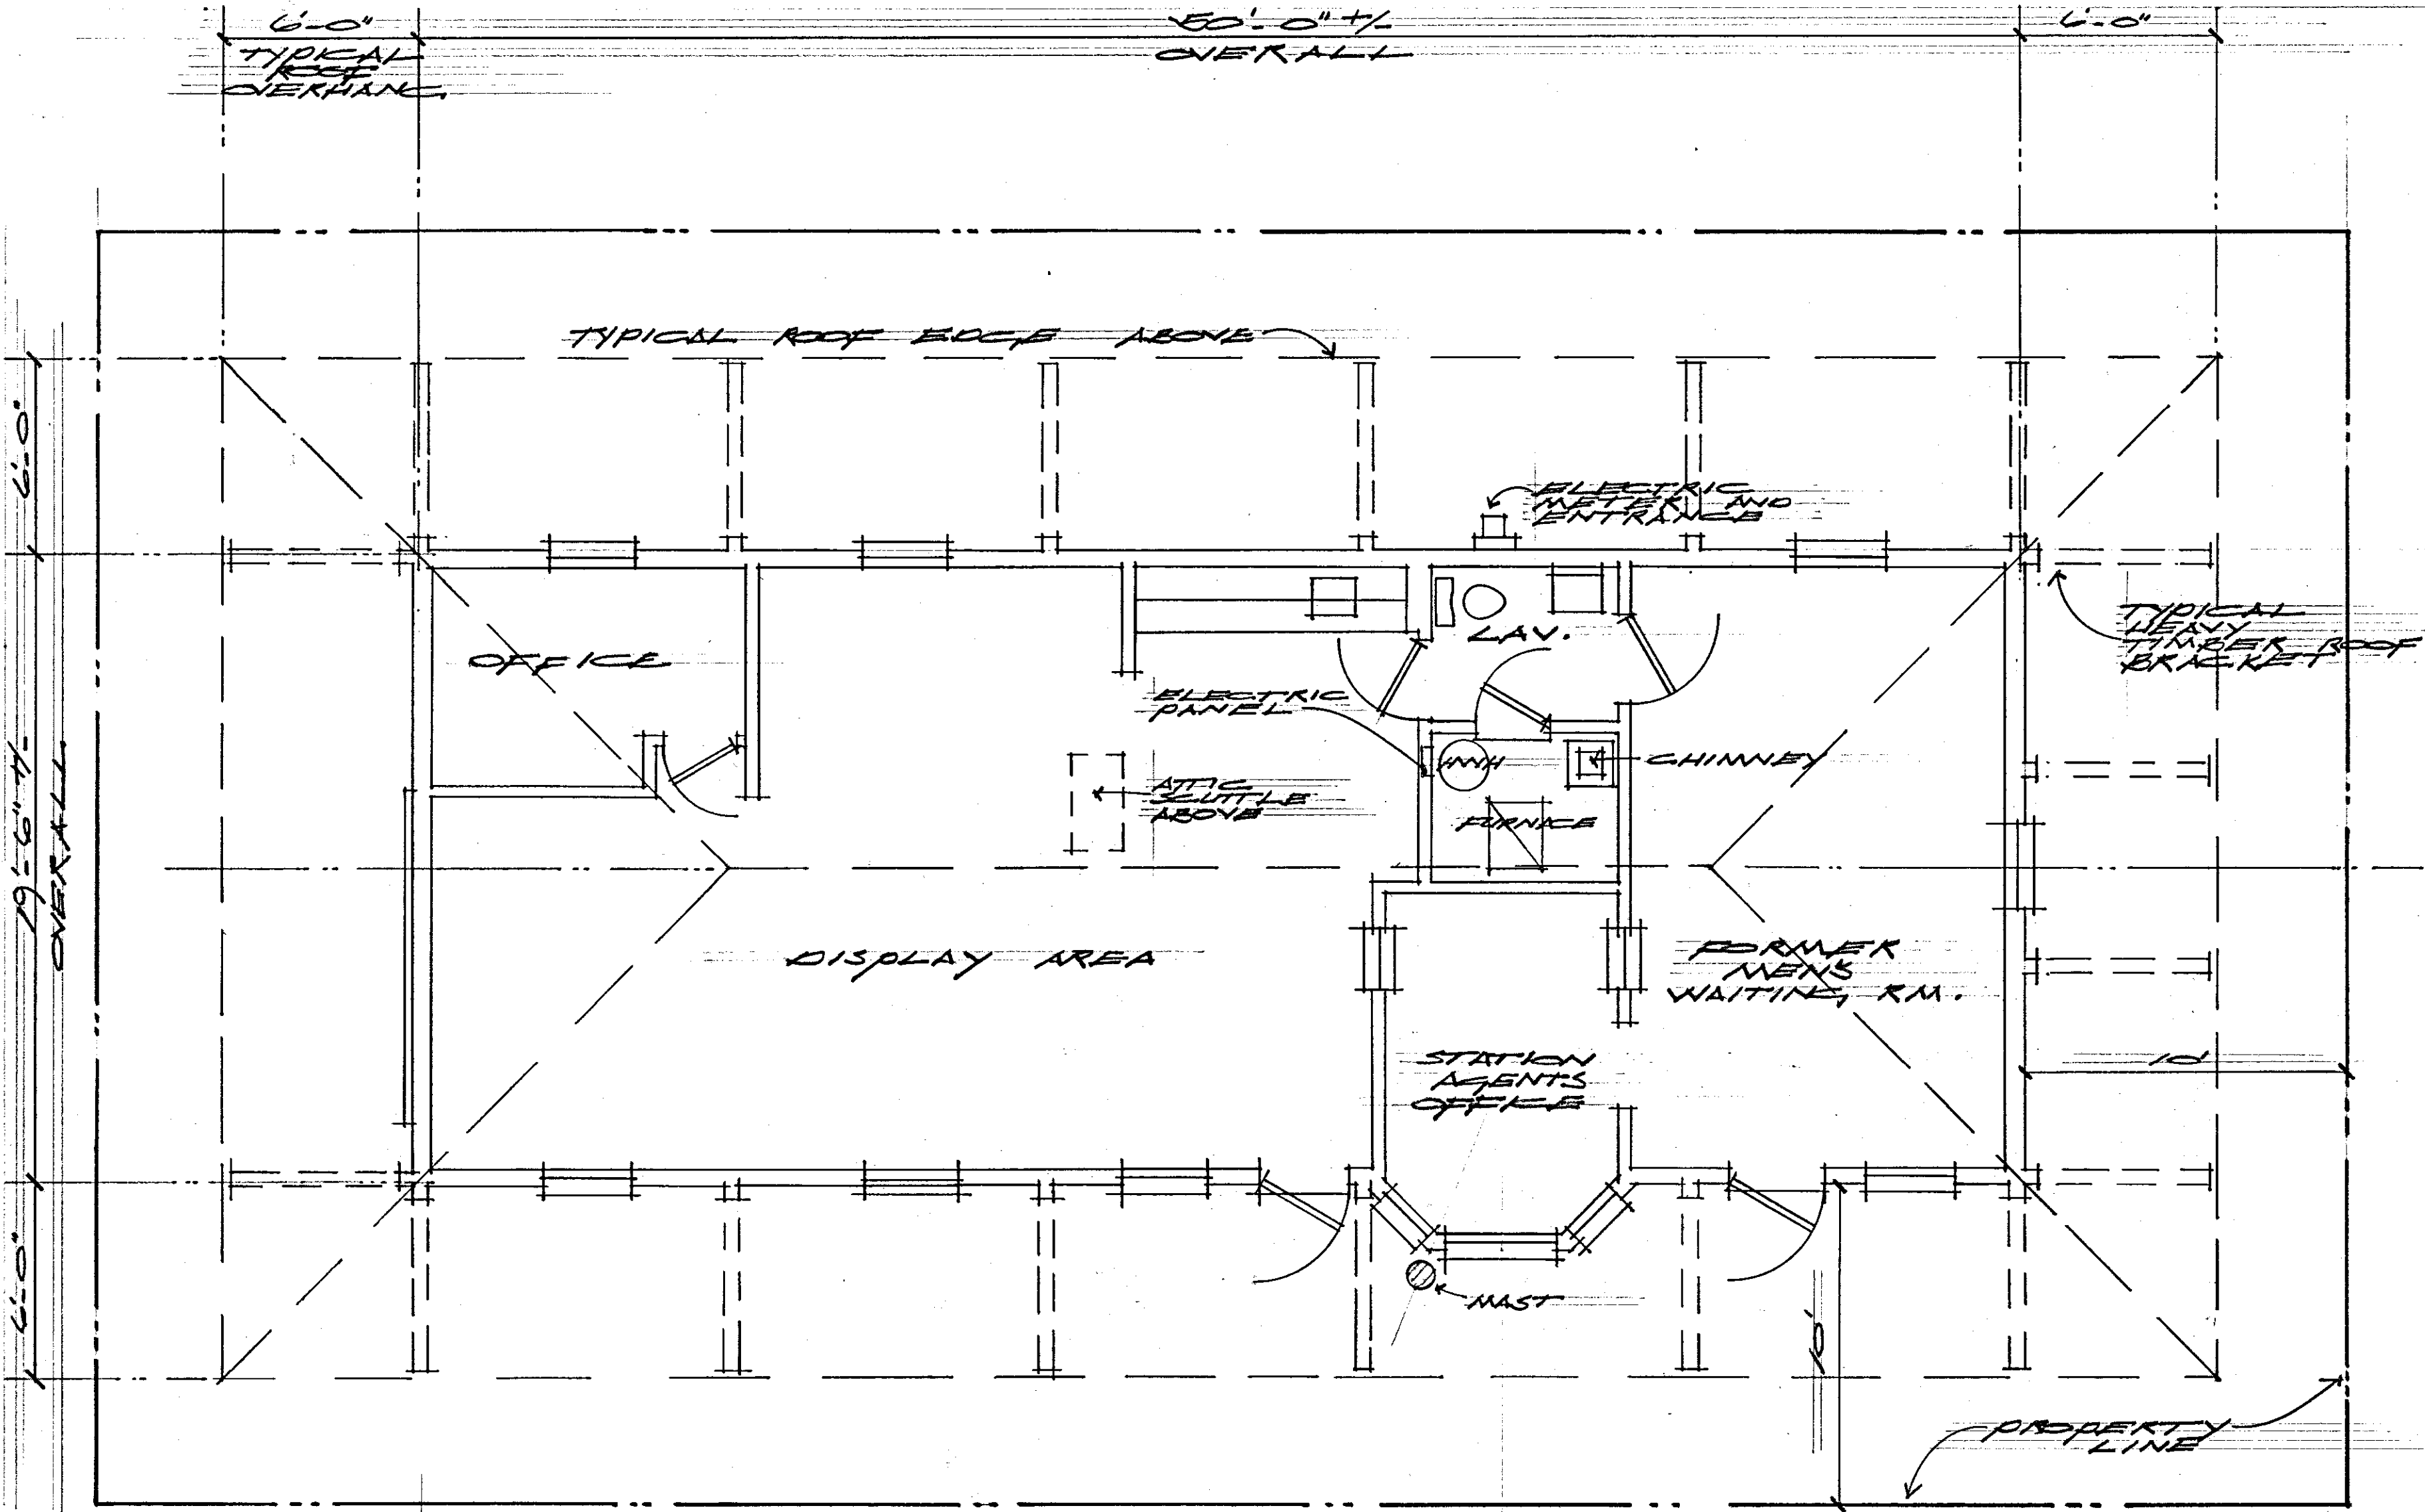 6'-0"
TYPICAL
ROOF
OVERHANG
50'-0" +/-
OVERALL
6'-0"
TYPICAL ROOF EDGE ABOVE
6'-0"
19'-6" +/-
OVERALL
6'-0"
ELECTRIC
METER AND
ENTRANCE
TYPICAL
HEAVY
TIMBER ROOF
BRACKET
OFFICE
LAV.
ELECTRIC
PANEL
HWH
CHIMNEY
ATTIC
SCUTTLE
ABOVE
FURNICE
DISPLAY AREA
FORMER
MENS
WAITING RM.
STATION
AGENTS
OFFICE
10'
MAST
10'
PROPERTY
LINE